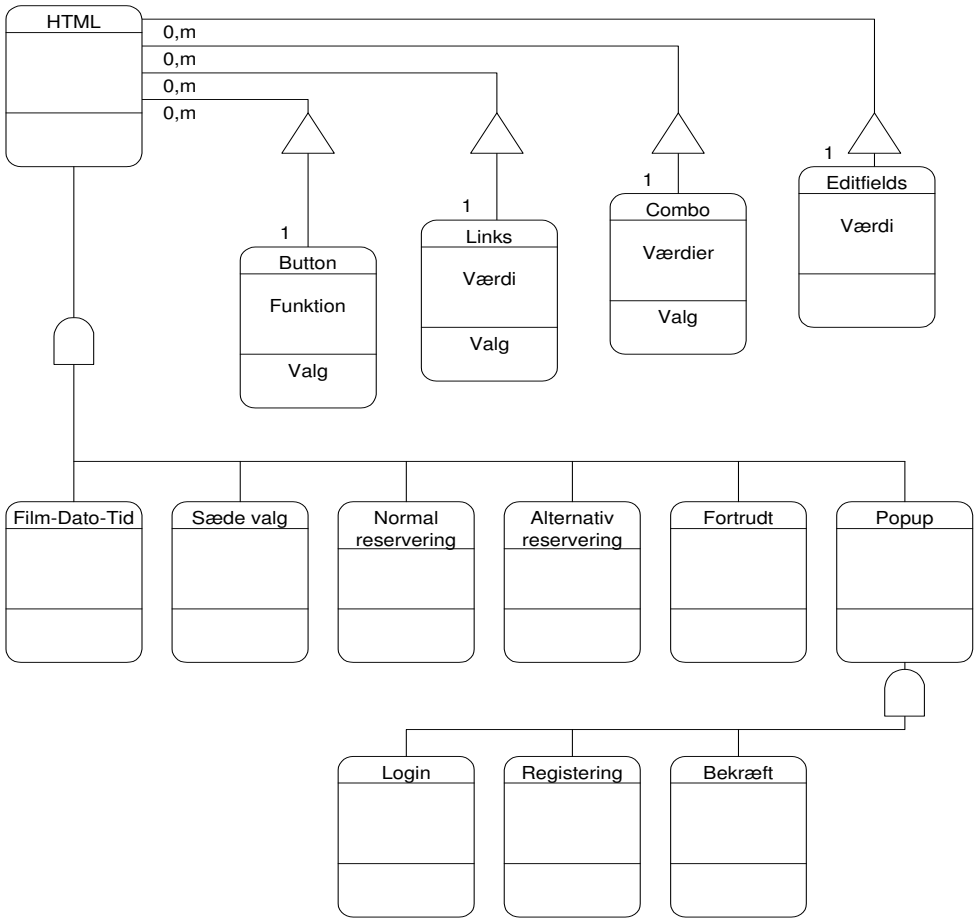 HTML
0,m
0,m
0,m
0,m
1
Editfields
Værdi
1
Combo
Værdier
Valg
1
Links
Værdi
Valg
1
Button
Funktion
Valg
Film-Dato-Tid
Sæde valg
Normal
reservering
Alternativ
reservering
Fortrudt
Popup
Login
Registering
Bekræft